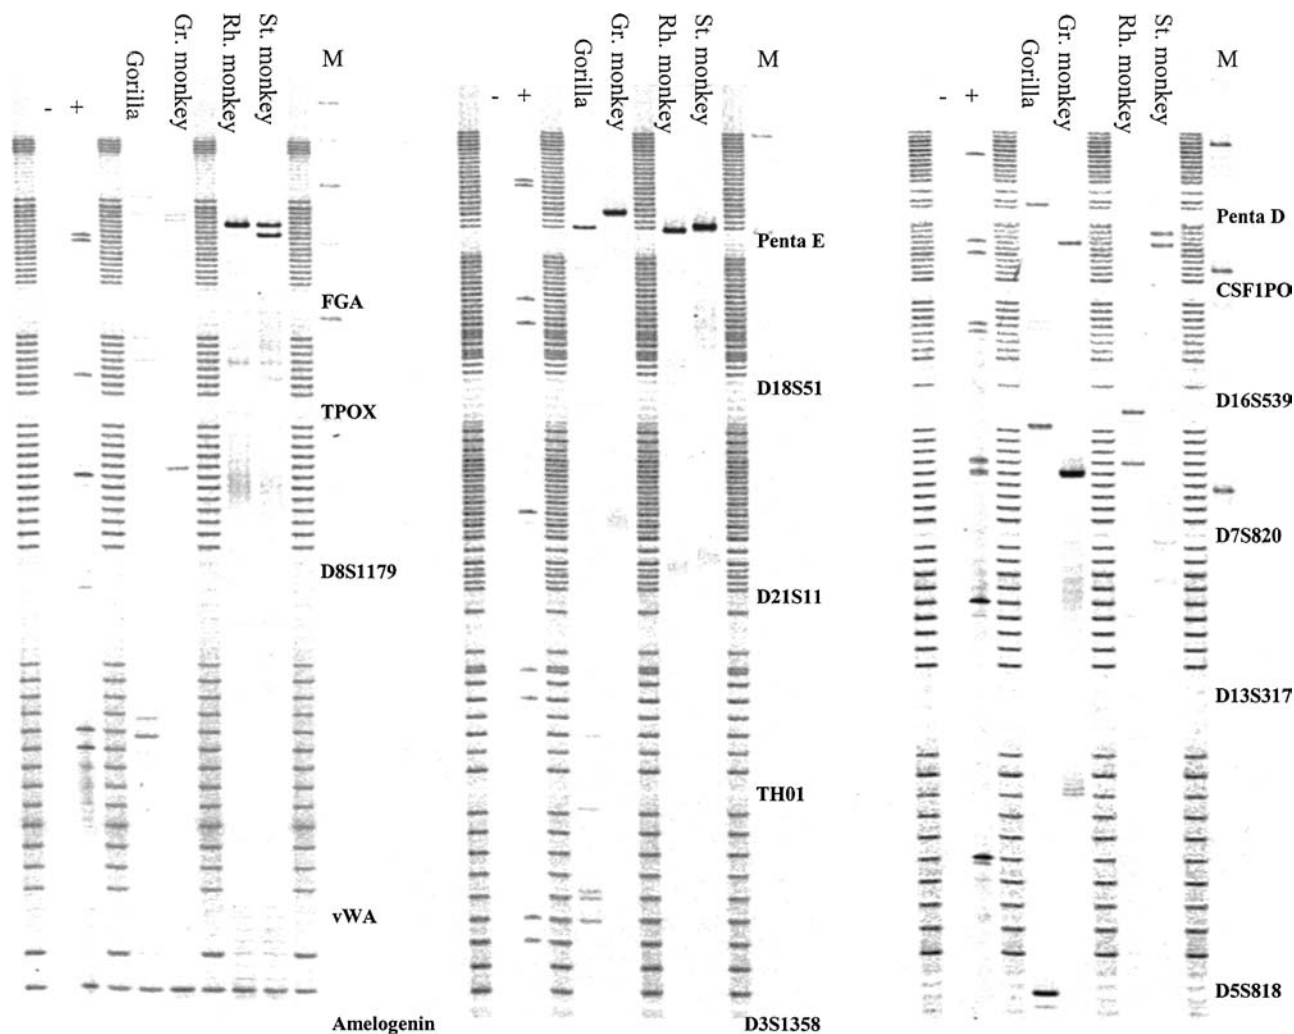 - + Gorilla Gr. monkey Rh. monkey St. monkey M
FGA
TPOX
D8S1179
vWA
Amelogenin
- + Gorilla Gr. monkey Rh. monkey St. monkey M
Penta E
D18S51
D21S11
TH01
D3S1358
- + Gorilla Gr. monkey Rh. monkey St. monkey M
Penta D
CSF1PO
D16S539
D7S820
D13S317
D5S818